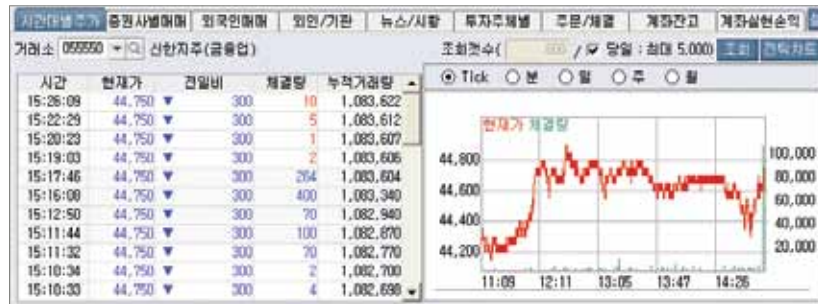 시간대별주가 증권사별매매 외국인매매 외인/기관 뉴스/시황 투자주체별 주문/체결 계좌잔고 계좌실현손익
거래소 055550 신한지주(금융업) 조회갯수( / 당일 : 최대 5,000) 조회 간략차트
시간 현재가 전일비 체결량 누적거래량
15:26:09 44,750 ▼ 300 10 1,083,622
15:22:29 44,750 ▼ 300 5 1,083,612
15:20:23 44,750 ▼ 300 1 1,083,607
15:19:03 44,750 ▼ 300 2 1,083,606
15:17:46 44,750 ▼ 300 264 1,083,604
15:16:08 44,750 ▼ 300 400 1,083,340
15:12:50 44,750 ▼ 300 70 1,082,940
15:11:44 44,750 ▼ 300 100 1,082,870
15:11:32 44,750 ▼ 300 70 1,082,770
15:10:34 44,750 ▼ 300 2 1,082,700
15:10:33 44,750 ▼ 300 4 1,082,698
Tick 분 일 주 월
현재가 체결량
44,800
44,600
44,400
44,200
100,000
80,000
60,000
40,000
20,000
11:09 12:11 13:05 13:47 14:26